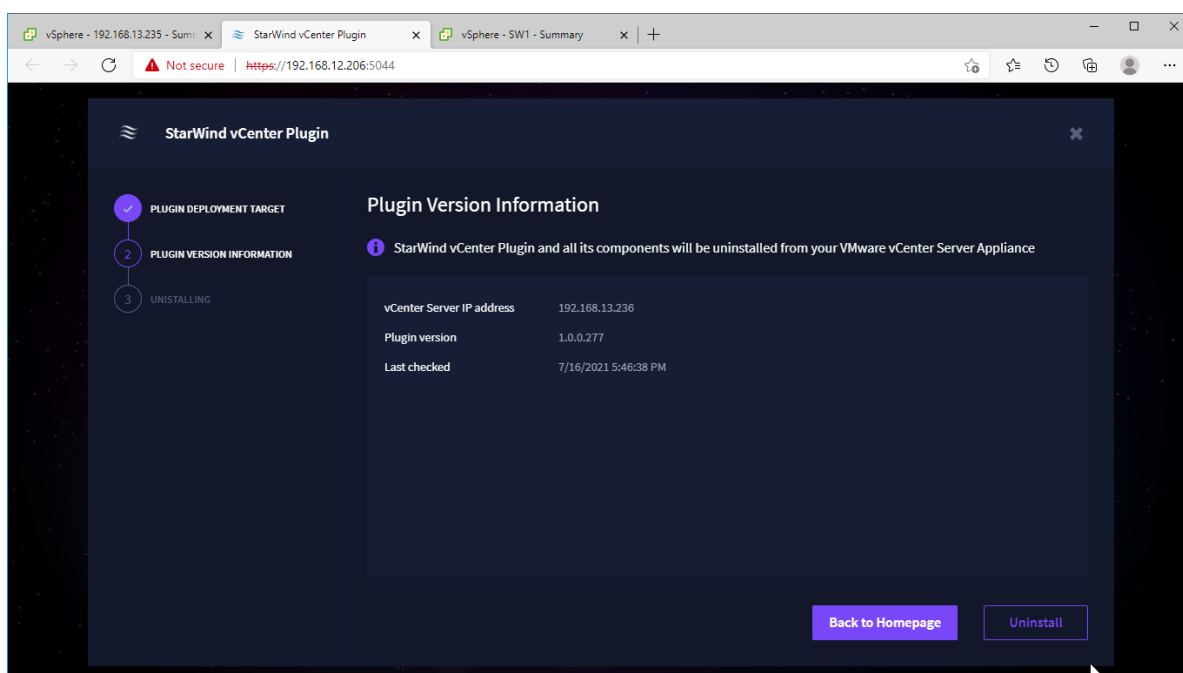 vSphere - 192.168.13.235 - Summ
StarWind vCenter Plugin
vSphere - SW1 - Summary
Not secure | https://192.168.12.206:5044
StarWind vCenter Plugin
PLUGIN DEPLOYMENT TARGET
2 PLUGIN VERSION INFORMATION
3 UNISTALLING
Plugin Version Information
StarWind vCenter Plugin and all its components will be uninstalled from your VMware vCenter Server Appliance
vCenter Server IP address 192.168.13.236
Plugin version 1.0.0.277
Last checked 7/16/2021 5:46:38 PM
Back to Homepage
Uninstall